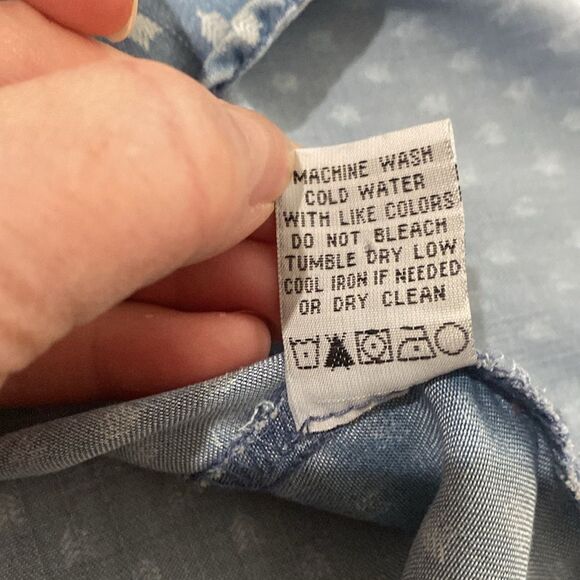 MACHINE WASH
COLD WATER
WITH LIKE COLORS
DO NOT BLEACH
TUMBLE DRY LOW
COOL IRON IF NEEDED
OR DRY CLEAN